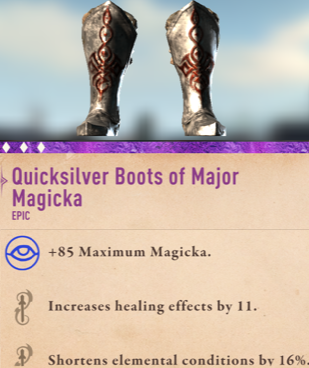 Quicksilver Boots of Major
Magicka
EPIC
+85 Maximum Magicka.
Increases healing effects by 11.
Shortens elemental conditions by 16%.